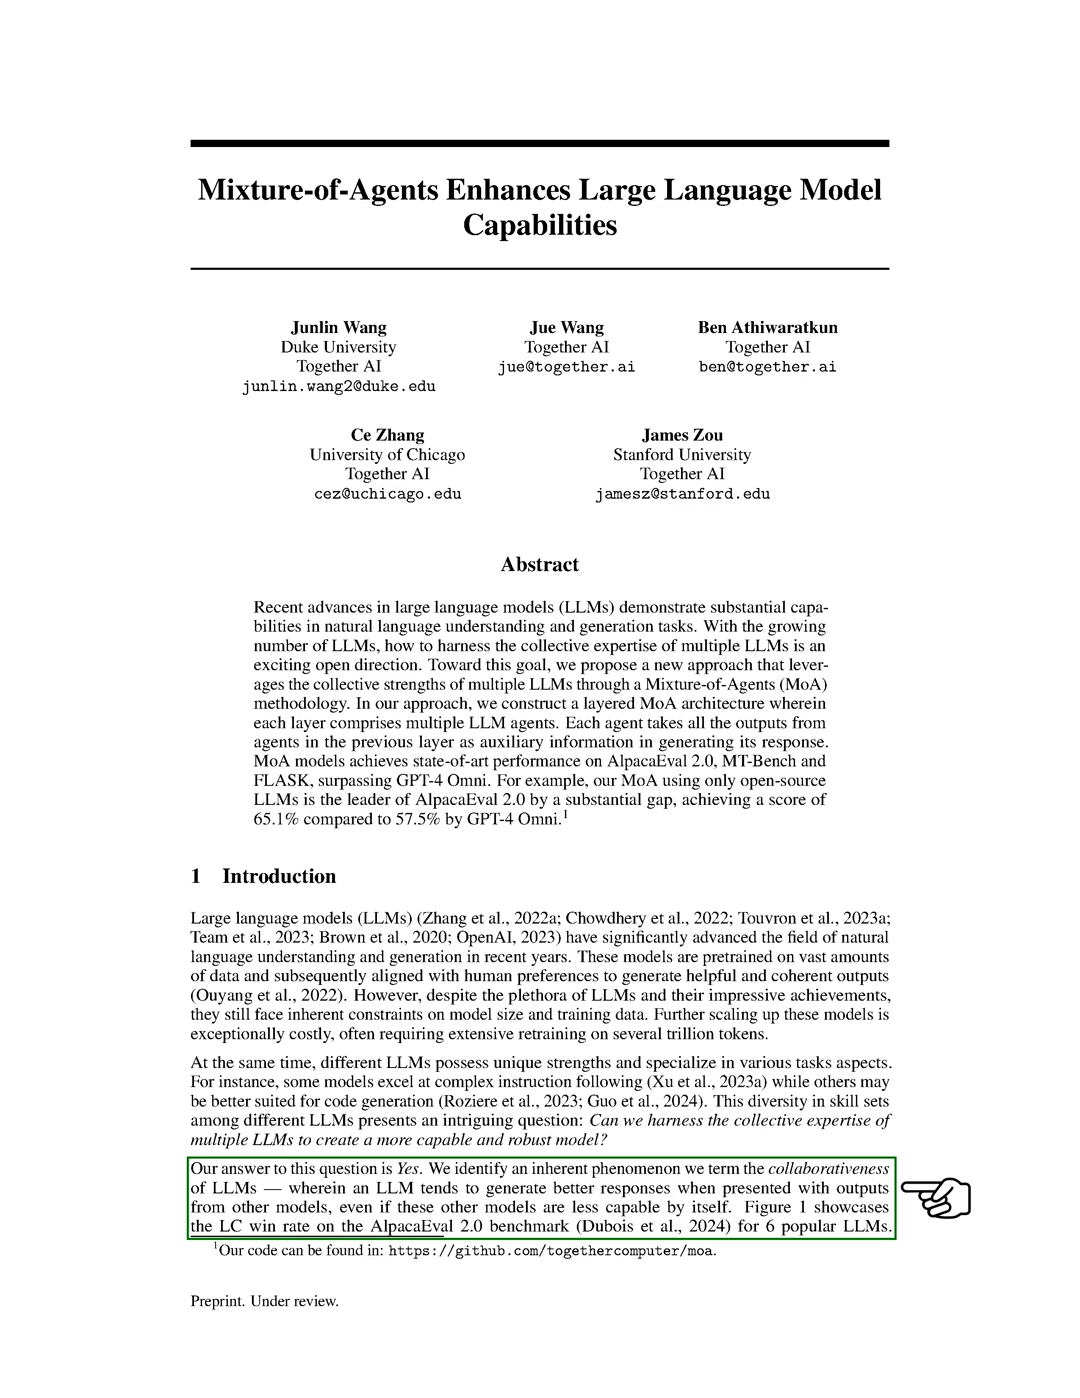 Mixture-of-Agents Enhances Large Language Model
Capabilities
Junlin Wang
Duke University
Together AI
junlin.wang2@duke.edu
Jue Wang
Together AI
jue@together.ai
Ben Athiwaratkun
Together AI
ben@together.ai
Ce Zhang
University of Chicago
Together AI
cez@uchicago.edu
James Zou
Stanford University
Together AI
jamesz@stanford.edu
Abstract
Recent advances in large language models (LLMs) demonstrate substantial capa-
bilities in natural language understanding and generation tasks. With the growing
number of LLMs, how to harness the collective expertise of multiple LLMs is an
exciting open direction. Toward this goal, we propose a new approach that lever-
ages the collective strengths of multiple LLMs through a Mixture-of-Agents (MoA)
methodology. In our approach, we construct a layered MoA architecture wherein
each layer comprises multiple LLM agents. Each agent takes all the outputs from
agents in the previous layer as auxiliary information in generating its response.
MoA models achieves state-of-art performance on AlpacaEval 2.0, MT-Bench and
FLASK, surpassing GPT-4 Omni. For example, our MoA using only open-source
LLMs is the leader of AlpacaEval 2.0 by a substantial gap, achieving a score of
65.1% compared to 57.5% by GPT-4 Omni.1
1 Introduction
Large language models (LLMs) (Zhang et al., 2022a; Chowdhery et al., 2022; Touvron et al., 2023a;
Team et al., 2023; Brown et al., 2020; OpenAI, 2023) have significantly advanced the field of natural
language understanding and generation in recent years. These models are pretrained on vast amounts
of data and subsequently aligned with human preferences to generate helpful and coherent outputs
(Ouyang et al., 2022). However, despite the plethora of LLMs and their impressive achievements,
they still face inherent constraints on model size and training data. Further scaling up these models is
exceptionally costly, often requiring extensive retraining on several trillion tokens.
At the same time, different LLMs possess unique strengths and specialize in various tasks aspects.
For instance, some models excel at complex instruction following (Xu et al., 2023a) while others may
be better suited for code generation (Roziere et al., 2023; Guo et al., 2024). This diversity in skill sets
among different LLMs presents an intriguing question: Can we harness the collective expertise of
multiple LLMs to create a more capable and robust model?
Our answer to this question is Yes. We identify an inherent phenomenon we term the collaborativeness
of LLMs — wherein an LLM tends to generate better responses when presented with outputs
from other models, even if these other models are less capable by itself. Figure 1 showcases
the LC win rate on the AlpacaEval 2.0 benchmark (Dubois et al., 2024) for 6 popular LLMs.
1Our code can be found in: https://github.com/togethercomputer/moa.
Preprint. Under review.